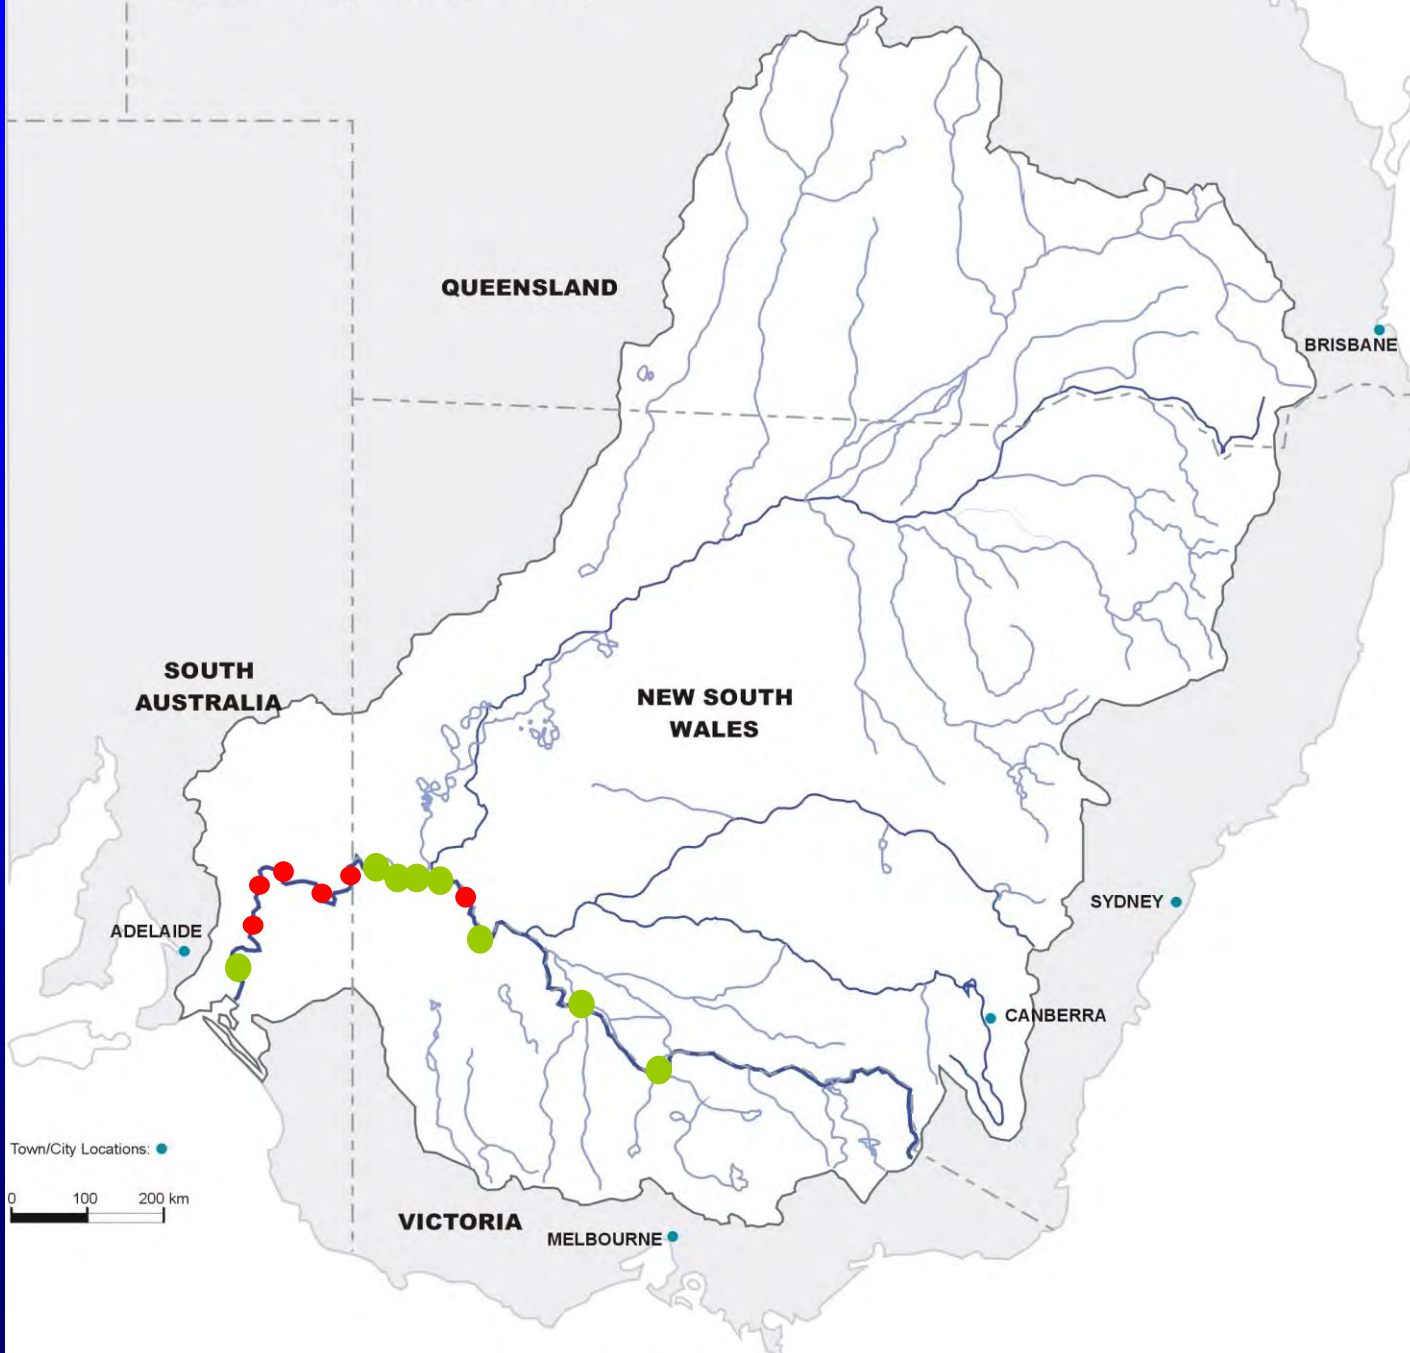 QUEENSLAND
BRISBANE
SOUTH
AUSTRALIA
NEW SOUTH
WALES
SYDNEY
ADELAIDE
CANBERRA
Town/City Locations:
0 100 200 km
VICTORIA
MELBOURNE